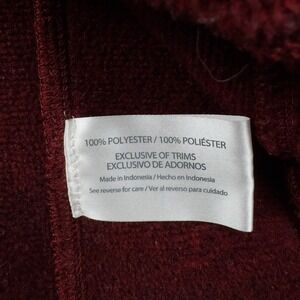 100% POLYESTER / 100% POLIÉSTER
EXCLUSIVE OF TRIMS
EXCLUSIVO DE ADORNOS
Made in Indonesia / Hecho en Indonesia
See reverse for care / Ver al reverso para cuidado